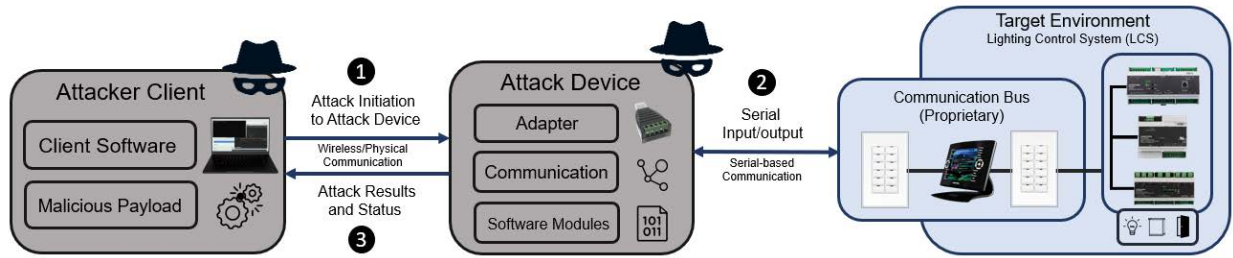 Attacker Client
Client Software
Malicious Payload
1
Attack Initiation
to Attack Device
Wireless/Physical
Communication
Attack Results
and Status
3
Attack Device
Adapter
Communication
Software Modules
101
011
2
Serial
Input/output
Serial-based
Communication
Target Environment
Lighting Control System (LCS)
Communication Bus
(Proprietary)